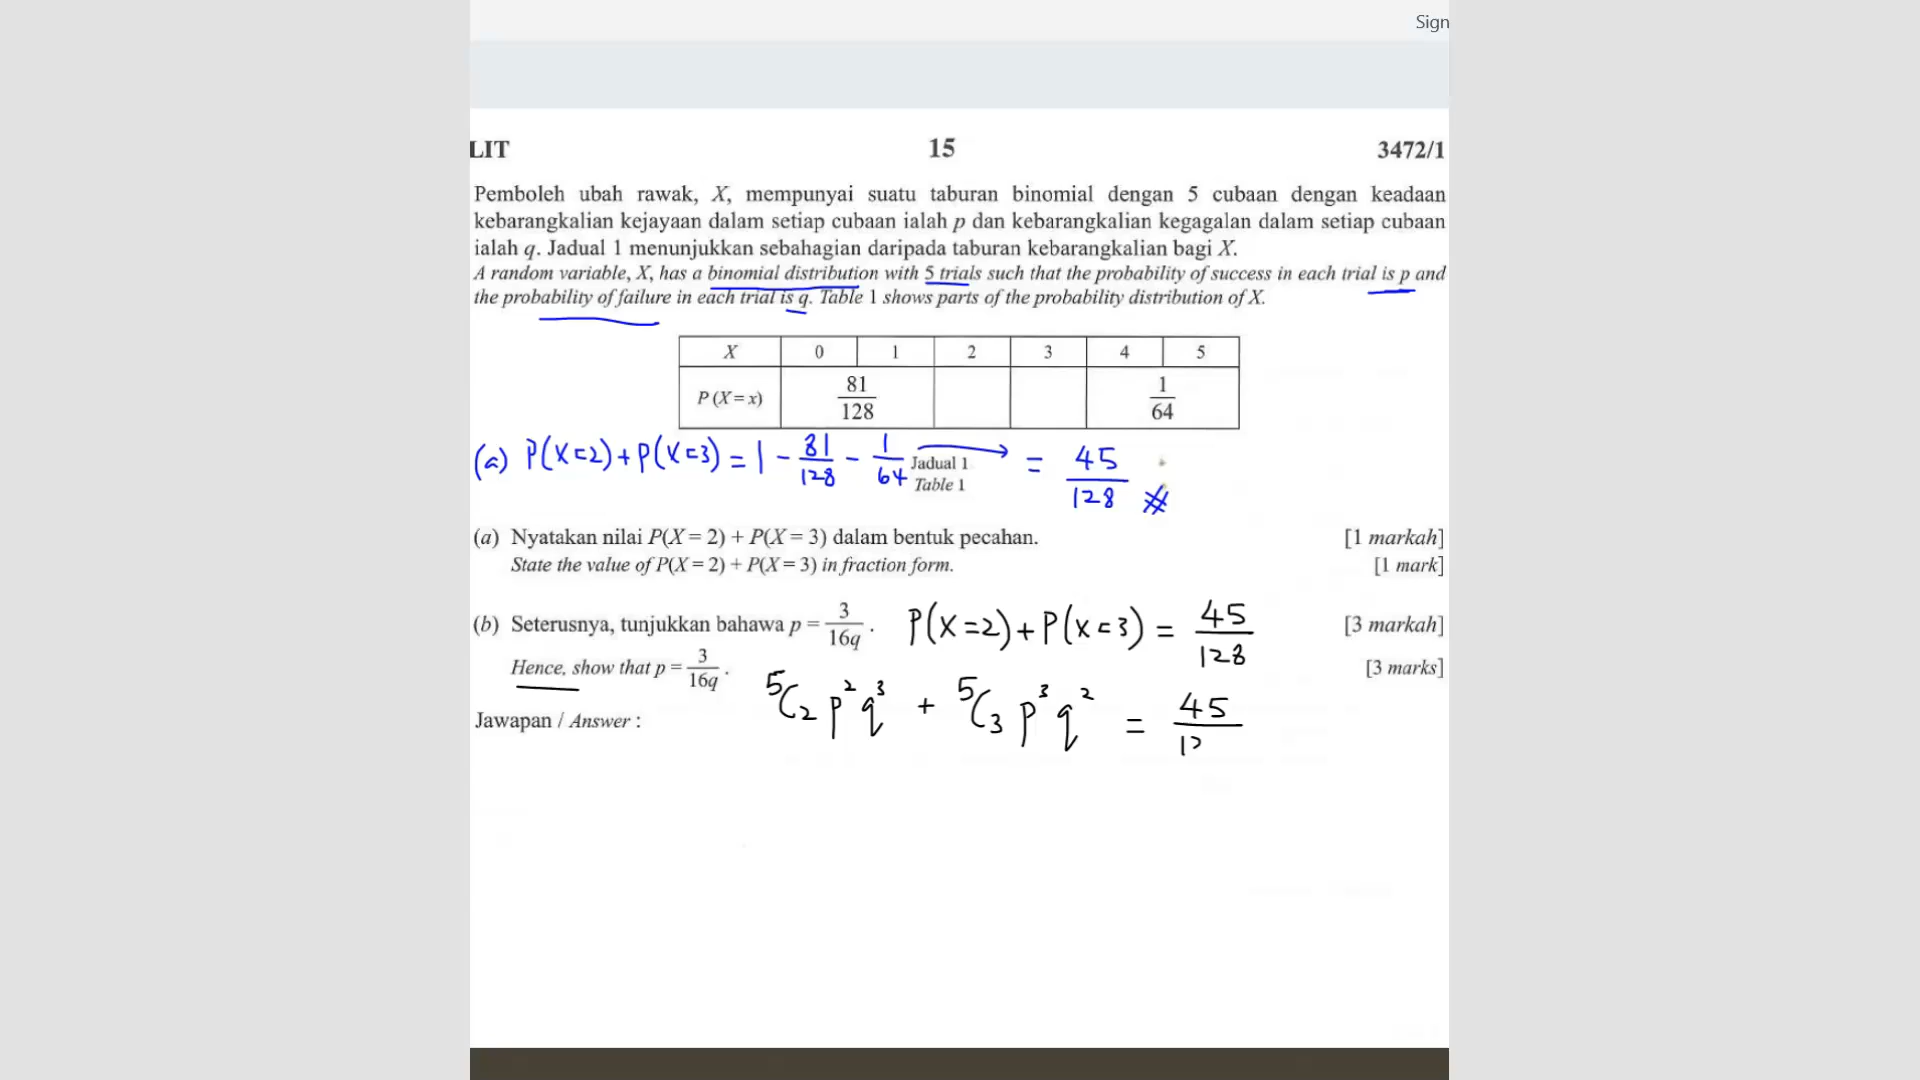 Sign
LIT 15 3472/1
Pemboleh ubah rawak, X, mempunyai suatu taburan binomial dengan 5 cubaan dengan keadaan
kebarangkalian kejayaan dalam setiap cubaan ialah p dan kebarangkalian kegagalan dalam setiap cubaan
ialah q. Jadual 1 menunjukkan sebahagian daripada taburan kebarangkalian bagi X.
A random variable, X, has a binomial distribution with 5 trials such that the probability of success in each trial is p and
the probability of failure in each trial is q. Table 1 shows parts of the probability distribution of X.
X 0 1 2 3 4 5
P (X = x) 81/128 1/64
(a) P(X=2)+P(X=3) = 1 - 81/128 - 1/64 = 45/128 #
Jadual 1
Table 1
(a) Nyatakan nilai P(X = 2) + P(X = 3) dalam bentuk pecahan. [1 markah]
State the value of P(X = 2) + P(X = 3) in fraction form. [1 mark]
(b) Seterusnya, tunjukkan bahawa p = 3/16q . P(X=2)+P(X=3) = 45/128 [3 markah]
Hence, show that p = 3/16q . [3 marks]
⁵C₂ p² q³ + ⁵C₃ p³ q² = 45/12
Jawapan / Answer :